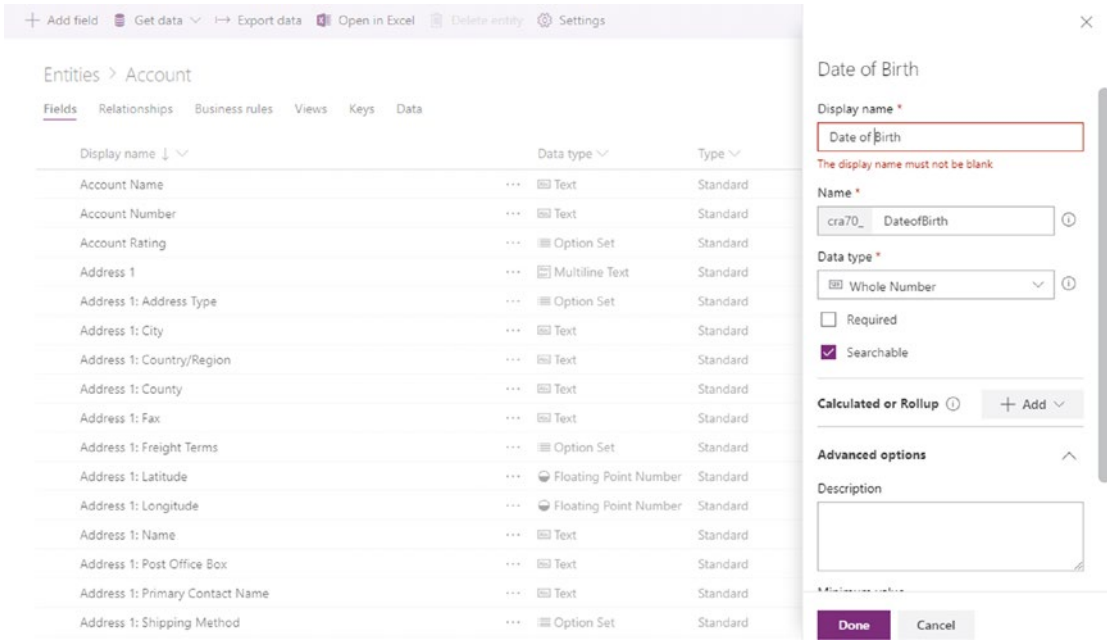 Add field Get data Export data Open in Excel Delete entity Settings
Entities > Account
Fields Relationships Business rules Views Keys Data
Display name Data type Type
Account Name ··· Text Standard
Account Number ··· Text Standard
Account Rating ··· Option Set Standard
Address 1 ··· Multiline Text Standard
Address 1: Address Type ··· Option Set Standard
Address 1: City ··· Text Standard
Address 1: Country/Region ··· Text Standard
Address 1: County ··· Text Standard
Address 1: Fax ··· Text Standard
Address 1: Freight Terms ··· Option Set Standard
Address 1: Latitude ··· Floating Point Number Standard
Address 1: Longitude ··· Floating Point Number Standard
Address 1: Name ··· Text Standard
Address 1: Post Office Box ··· Text Standard
Address 1: Primary Contact Name ··· Text Standard
Address 1: Shipping Method ··· Option Set Standard
Date of Birth
Display name *
Date of Birth
The display name must not be blank
Name *
cra70_ DateofBirth
Data type *
Whole Number
Required
Searchable
Calculated or Rollup
Add
Advanced options
Description
Minimum value
Done Cancel